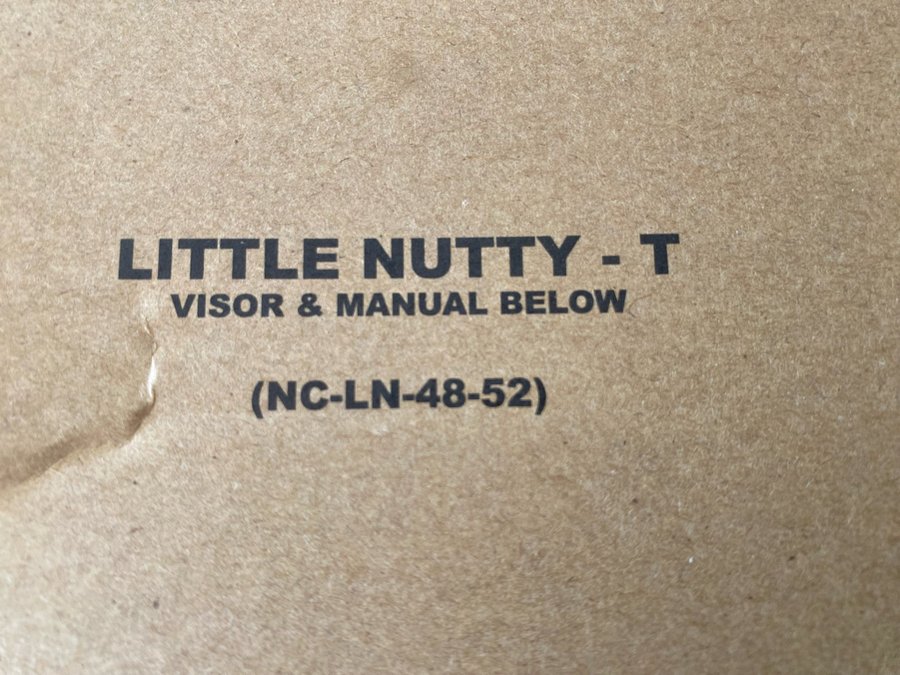 LITTLE NUTTY - T
VISOR & MANUAL BELOW
(NC-LN-48-52)